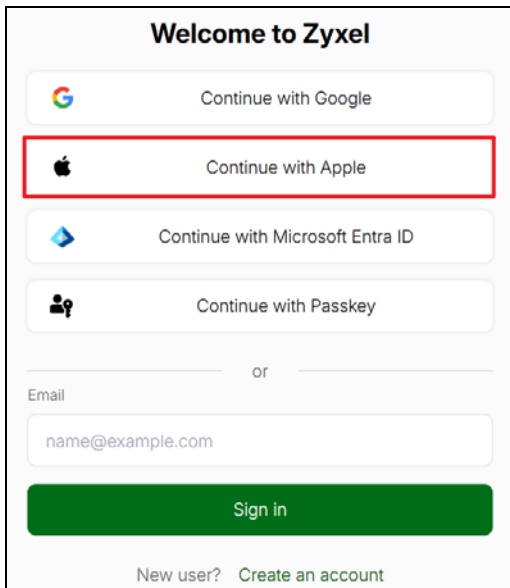 Welcome to Zyxel
Continue with Google
Continue with Apple
Continue with Microsoft Entra ID
Continue with Passkey
or
Email
name@example.com
Sign in
New user? Create an account